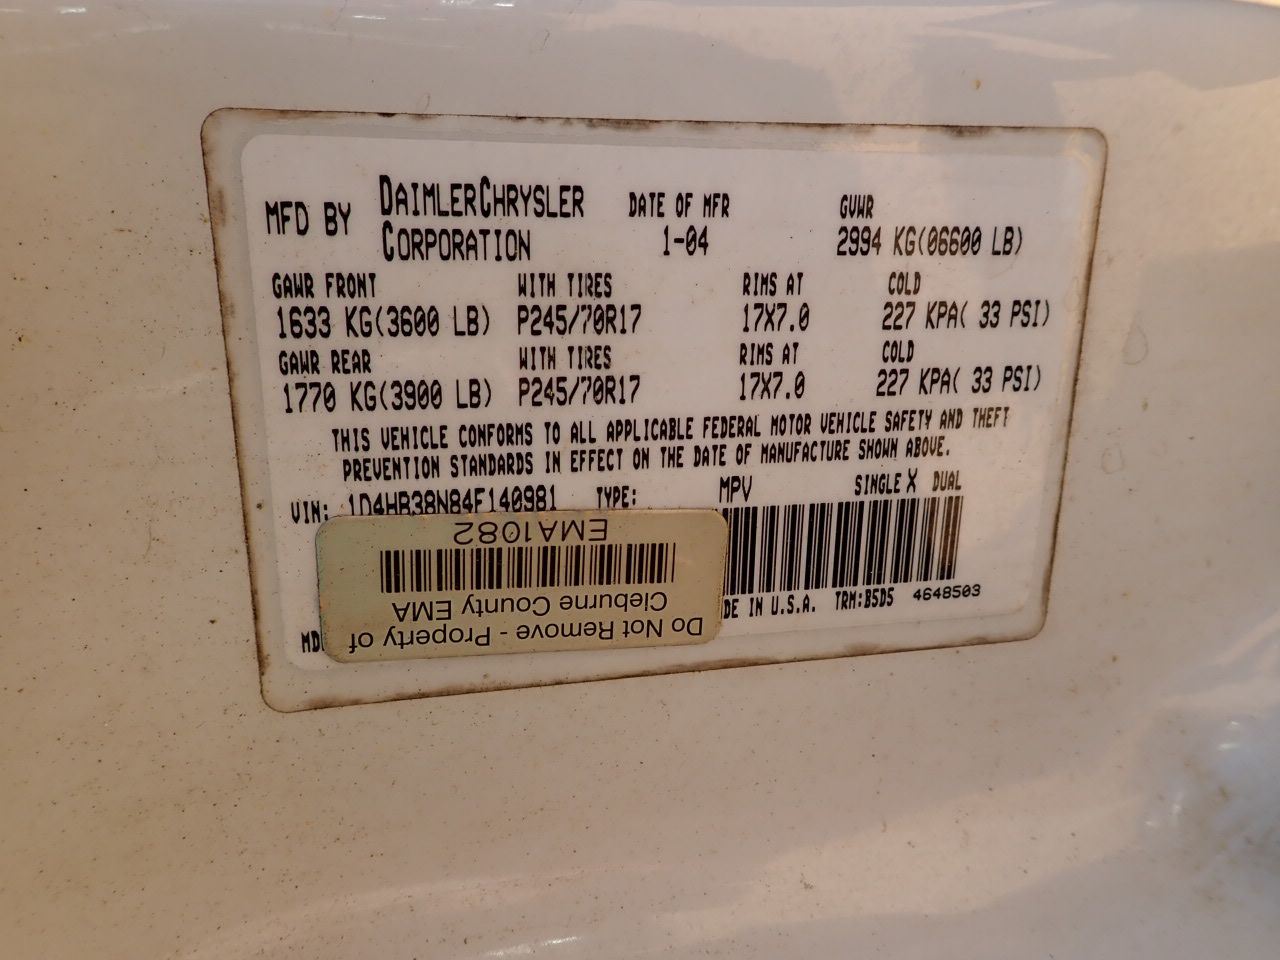 MFD BY DAIMLERCHRYSLER CORPORATION DATE OF MFR 1-04 GVWR 2994 KG(06600 LB)
GAWR FRONT WITH TIRES RIMS AT COLD
1633 KG(3600 LB) P245/70R17 17X7.0 227 KPA( 33 PSI)
GAWR REAR WITH TIRES RIMS AT COLD
1770 KG(3900 LB) P245/70R17 17X7.0 227 KPA( 33 PSI)
THIS VEHICLE CONFORMS TO ALL APPLICABLE FEDERAL MOTOR VEHICLE SAFETY AND THEFT
PREVENTION STANDARDS IN EFFECT ON THE DATE OF MANUFACTURE SHOWN ABOVE.
VIN: 1D4HB38N84F140981 TYPE: MPV SINGLE X DUAL
MD DE IN U.S.A. TRM:B5D5 4648503
Do Not Remove - Property of
Cleburne County EMA
EMA1082